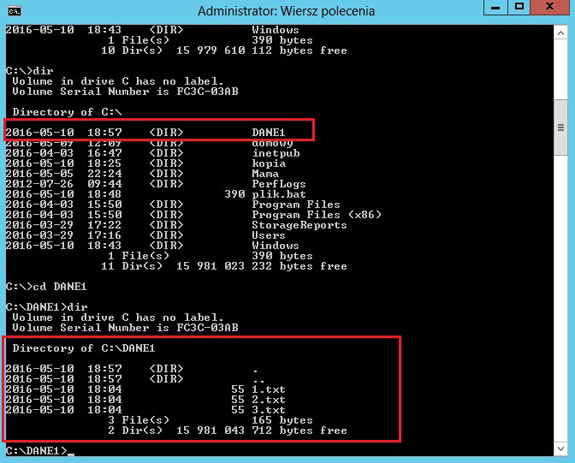 Administrator: Wiersz polecenia
2016-05-10 18:43 <DIR> Windows
1 File(s) 390 bytes
10 Dir(s) 15 979 610 112 bytes free
C:\>dir
Volume in drive C has no label.
Volume Serial Number is FC3C-03AB
Directory of C:\
2016-05-10 18:57 <DIR> DANE1
2016-05-09 12:09 <DIR> domowy
2016-04-03 16:47 <DIR> inetpub
2016-05-10 18:25 <DIR> kopia
2016-05-05 22:24 <DIR> Mama
2012-07-26 09:44 <DIR> PerfLogs
2016-05-10 18:48 390 plik.bat
2016-04-03 15:50 <DIR> Program Files
2016-04-03 15:50 <DIR> Program Files (x86)
2016-03-29 17:22 <DIR> StorageReports
2016-03-29 17:16 <DIR> Users
2016-05-10 18:43 <DIR> Windows
1 File(s) 390 bytes
11 Dir(s) 15 981 023 232 bytes free
C:\>cd DANE1
C:\DANE1>dir
Volume in drive C has no label.
Volume Serial Number is FC3C-03AB
Directory of C:\DANE1
2016-05-10 18:57 <DIR> .
2016-05-10 18:57 <DIR> ..
2016-05-10 18:04 55 1.txt
2016-05-10 18:04 55 2.txt
2016-05-10 18:04 55 3.txt
3 File(s) 165 bytes
2 Dir(s) 15 981 043 712 bytes free
C:\DANE1>_